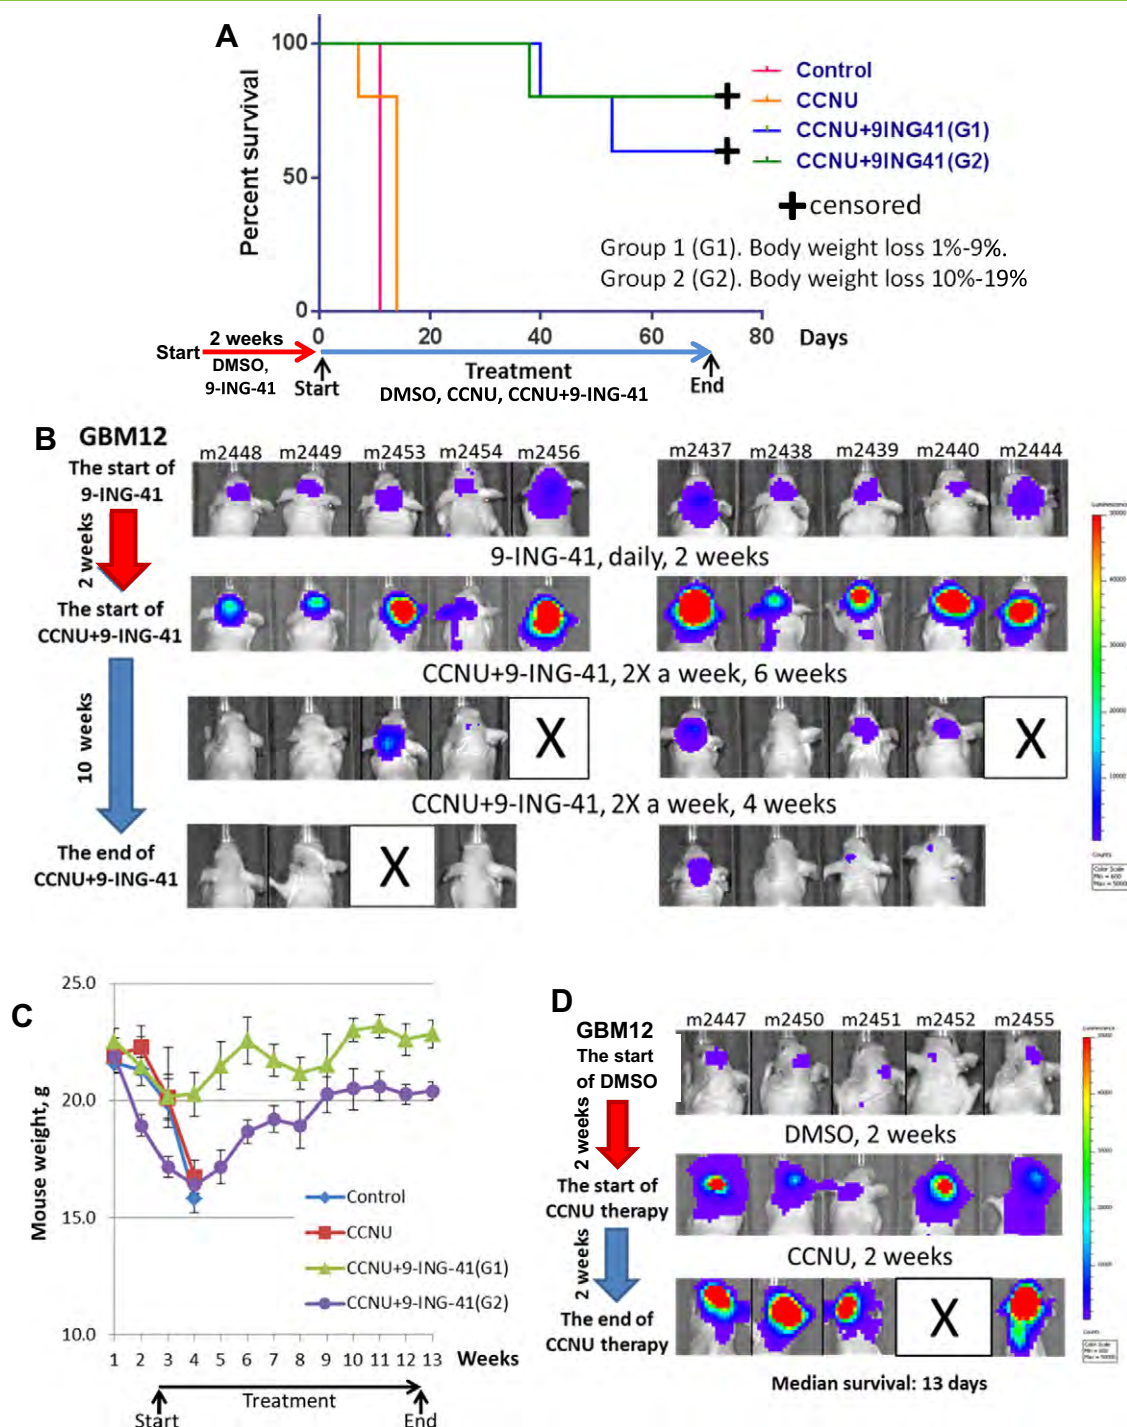 A
Percent survival
100
50
0
0 20 40 60 80 Days
Control
CCNU
CCNU+9ING41(G1)
CCNU+9ING41(G2)
censored
Group 1 (G1). Body weight loss 1%-9%.
Group 2 (G2). Body weight loss 10%-19%
Start
2 weeks
DMSO,
9-ING-41
Start
Treatment
DMSO, CCNU, CCNU+9-ING-41
End
B
GBM12
The start of
9-ING-41
2 weeks
The start of
CCNU+9-ING-41
10 weeks
The end of
CCNU+9-ING-41
m2448 m2449 m2453 m2454 m2456 m2437 m2438 m2439 m2440 m2444
9-ING-41, daily, 2 weeks
CCNU+9-ING-41, 2X a week, 6 weeks
X X
CCNU+9-ING-41, 2X a week, 4 weeks
X
Counts
Color Scale
C
Mouse weight, g
25.0
20.0
15.0
10.0
Control
CCNU
CCNU+9-ING-41(G1)
CCNU+9-ING-41(G2)
1 2 3 4 5 6 7 8 9 10 11 12 13 Weeks
Treatment
Start
End
D
GBM12
The start
of DMSO
2 weeks
The start of
CCNU therapy
2 weeks
The end of
CCNU therapy
m2447 m2450 m2451 m2452 m2455
DMSO, 2 weeks
CCNU, 2 weeks
X
Counts
Color Scale
Median survival: 13 days